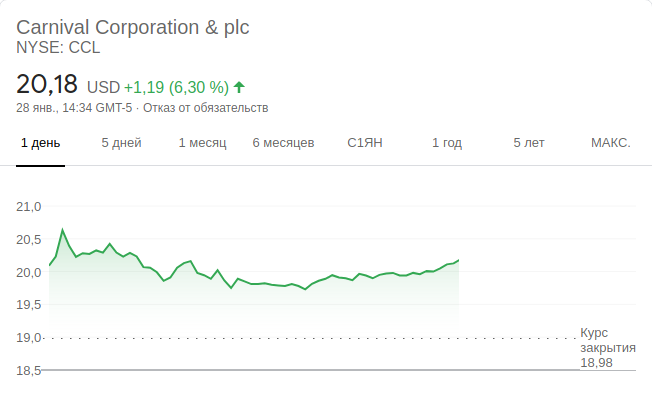 Carnival Corporation & plc
NYSE: CCL
20,18 USD +1,19 (6,30 %)
28 янв., 14:34 GMT-5 · Отказ от обязательств
1 день 5 дней 1 месяц 6 месяцев С1ЯН 1 год 5 лет МАКС.
21,0
20,5
20,0
19,5
19,0
18,5
Курс
закрытия
18,98